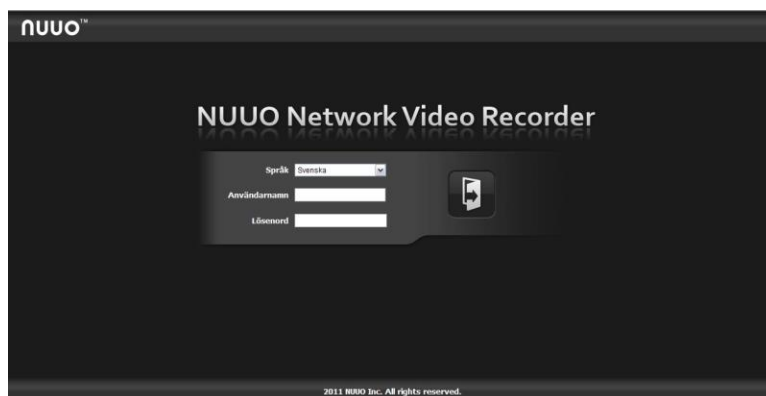 nuuo™
NUUO Network Video Recorder
Språk Svenska
Användarnamn
Lösenord
2011 NUUO Inc. All rights reserved.